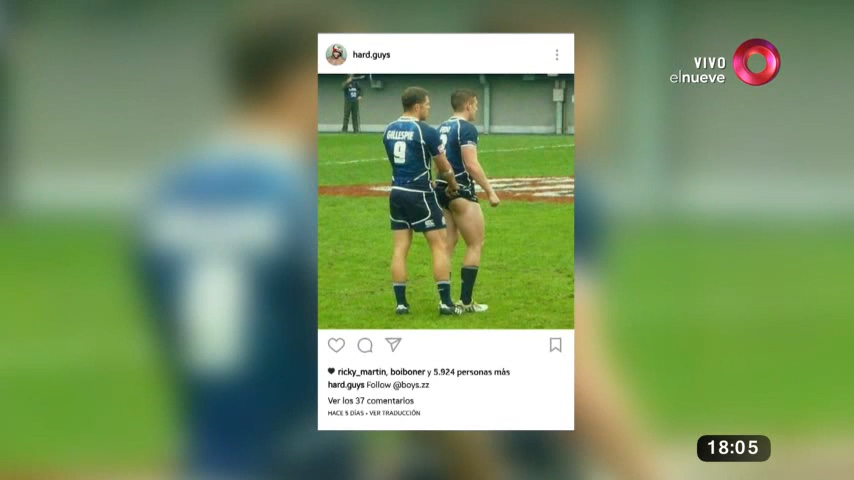 hard.guys
VIVO
elnueve
GILLESPIE
9
ricky_martin, boiboner y 5.924 personas más
hard.guys Follow @boys.zz
Ver los 37 comentarios
HACE 5 DÍAS • VER TRADUCCIÓN
18:05